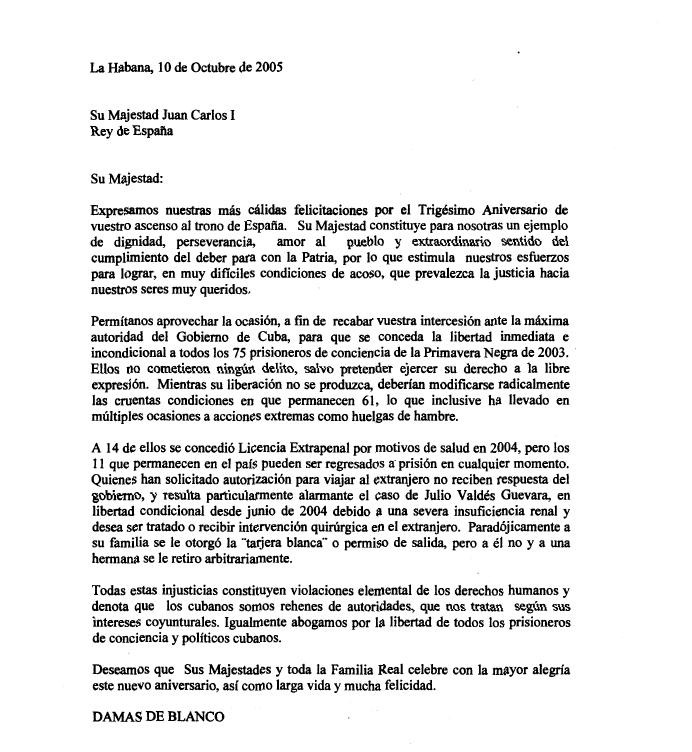 La Habana, 10 de Octubre de 2005
Su Majestad Juan Carlos I
Rey de España
Su Majestad:
Expresamos nuestras más cálidas felicitaciones por el Trigésimo Aniversario de
vuestro ascenso al trono de España. Su Majestad constituye para nosotras un ejemplo
de dignidad, perseverancia, amor al pueblo y extraordinario sentido del
cumplimiento del deber para con la Patria, por lo que estimula nuestros esfuerzos
para lograr, en muy difíciles condiciones de acoso, que prevalezca la justicia hacia
nuestros seres muy queridos.
Permítanos aprovechar la ocasión, a fin de recabar vuestra intercesión ante la máxima
autoridad del Gobierno de Cuba, para que se conceda la libertad inmediata e
incondicional a todos los 75 prisioneros de conciencia de la Primavera Negra de 2003.
Ellos no cometieron ningún delito, salvo pretender ejercer su derecho a la libre
expresión. Mientras su liberación no se produzca, deberían modificarse radicalmente
las cruentas condiciones en que permanecen 61, lo que inclusive ha llevado en
múltiples ocasiones a acciones extremas como huelgas de hambre.
A 14 de ellos se concedió Licencia Extrapenal por motivos de salud en 2004, pero los
11 que permanecen en el país pueden ser regresados a prisión en cualquier momento.
Quienes han solicitado autorización para viajar al extranjero no reciben respuesta del
gobierno, y resulta particularmente alarmante el caso de Julio Valdés Guevara, en
libertad condicional desde junio de 2004 debido a una severa insuficiencia renal y
desea ser tratado o recibir intervención quirúrgica en el extranjero. Paradójicamente a
su familia se le otorgó la "tarjera blanca" o permiso de salida, pero a él no y a una
hermana se le retiro arbitrariamente.
Todas estas injusticias constituyen violaciones elemental de los derechos humanos y
denota que los cubanos somos rehenes de autoridades, que nos tratan según sus
intereses coyunturales. Igualmente abogamos por la libertad de todos los prisioneros
de conciencia y políticos cubanos.
Deseamos que Sus Majestades y toda la Familia Real celebre con la mayor alegría
este nuevo aniversario, así como larga vida y mucha felicidad.
DAMAS DE BLANCO